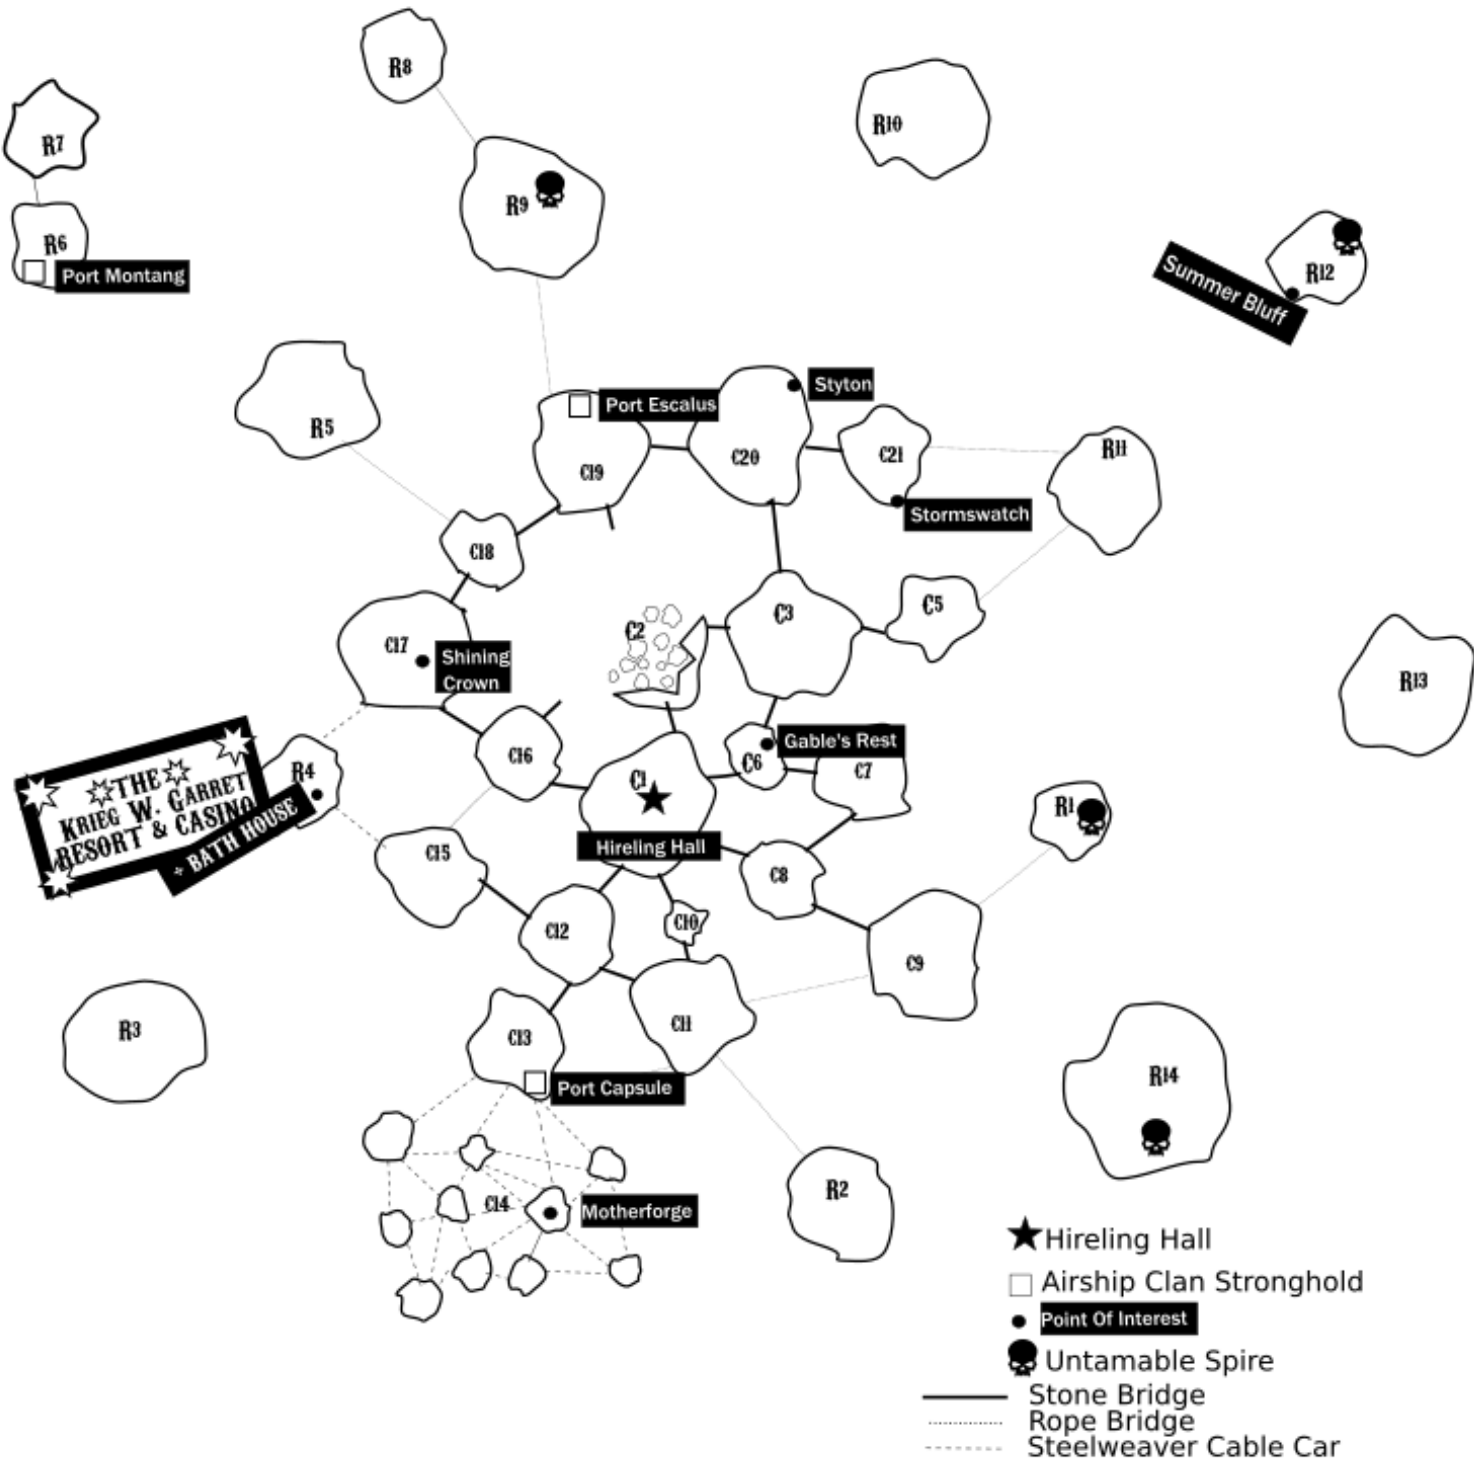 R8
R7
R10
R9
R6
Port Montang
R12
Summer Bluff
Styton
Port Escalus
R5
R11
C20
C21
C19
Stormswatch
C18
C5
C3
C2
C17
Shining
Crown
R13
Gable's Rest
C16
C6
C7
R4
C1
THE
KRIEG W. GARRET
RESORT & CASINO
+ BATH HOUSE
R1
Hireling Hall
C15
C8
C10
C12
C9
C11
R3
C13
R14
Port Capsule
R2
C14
Motherforge
Hireling Hall
Airship Clan Stronghold
Point Of Interest
Untamable Spire
Stone Bridge
Rope Bridge
Steelweaver Cable Car